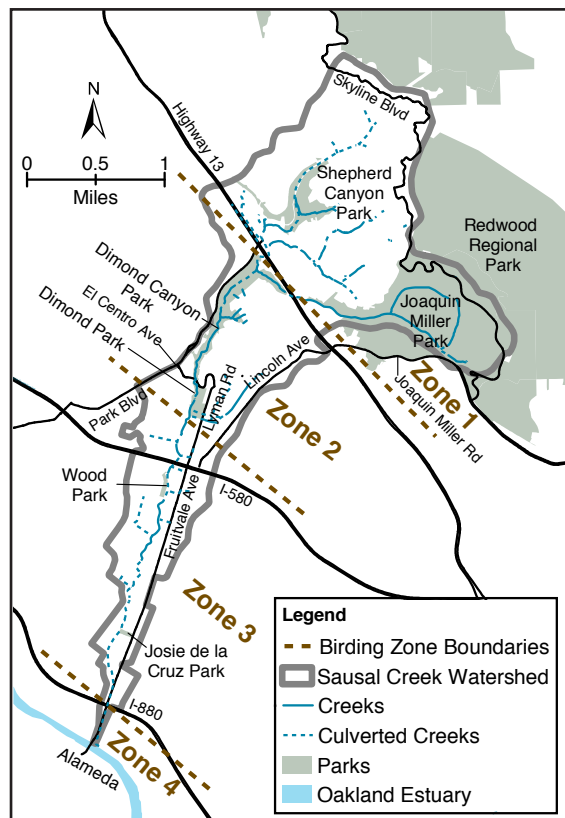 N
0 0.5 1
Miles
Highway 13
Skyline Blvd
Shepherd
Canyon
Park
Redwood
Regional
Park
Dimond Canyon
Park
Dimond Park
El Centro Ave
Joaquin
Miller
Park
Park Blvd
Lyman Rd
Lincoln Ave
Joaquin Miller Rd
Zone 1
Zone 2
Wood
Park
I-580
Fruitvale Ave
Zone 3
Josie de la
Cruz Park
I-880
Alameda
Zone 4
Legend
Birding Zone Boundaries
Sausal Creek Watershed
Creeks
Culverted Creeks
Parks
Oakland Estuary